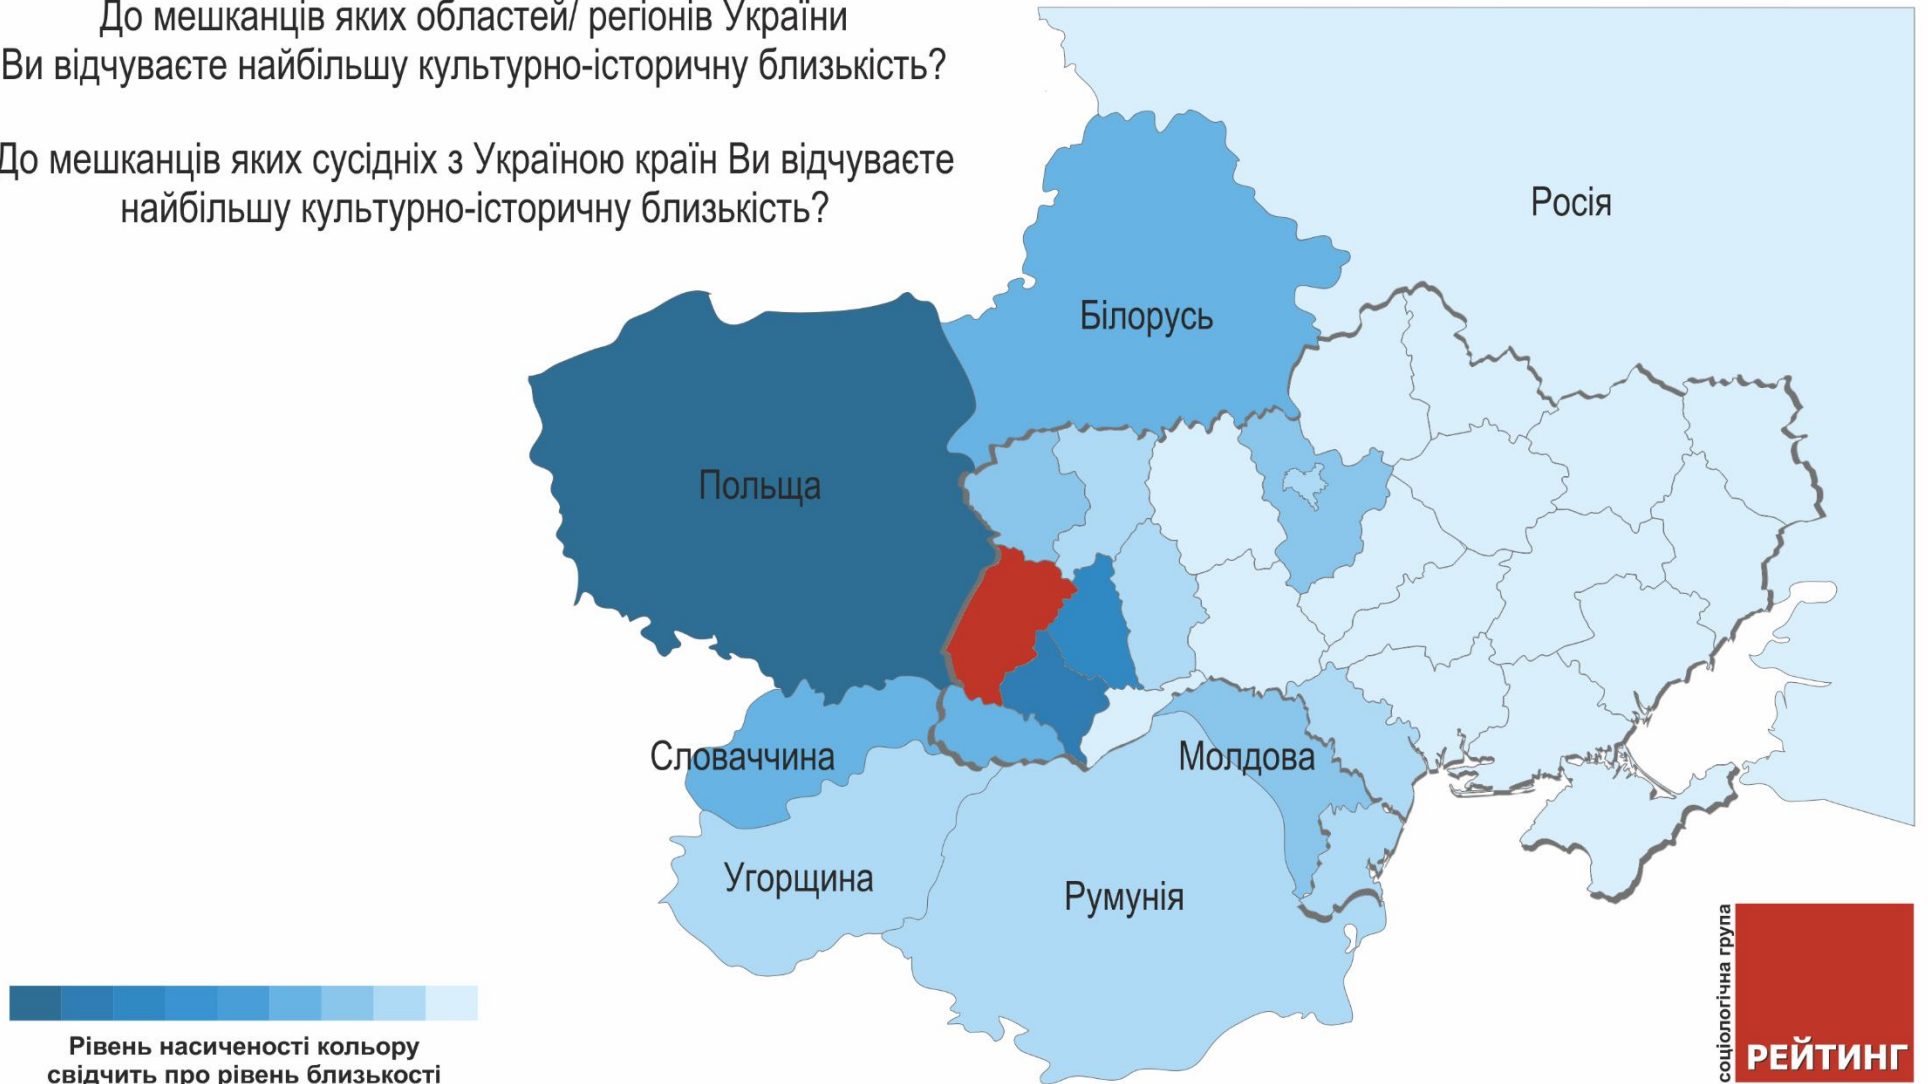 До мешканців яких областей/ регіонів України
Ви відчуваєте найбільшу культурно-історичну близькість?
До мешканців яких сусідніх з Україною країн Ви відчуваєте
найбільшу культурно-історичну близькість?
Росія
Білорусь
Польща
Словаччина
Молдова
Угорщина
Румунія
Рівень насиченості кольору
свідчить про рівень близькості
соціологічна група
РЕЙТИНГ